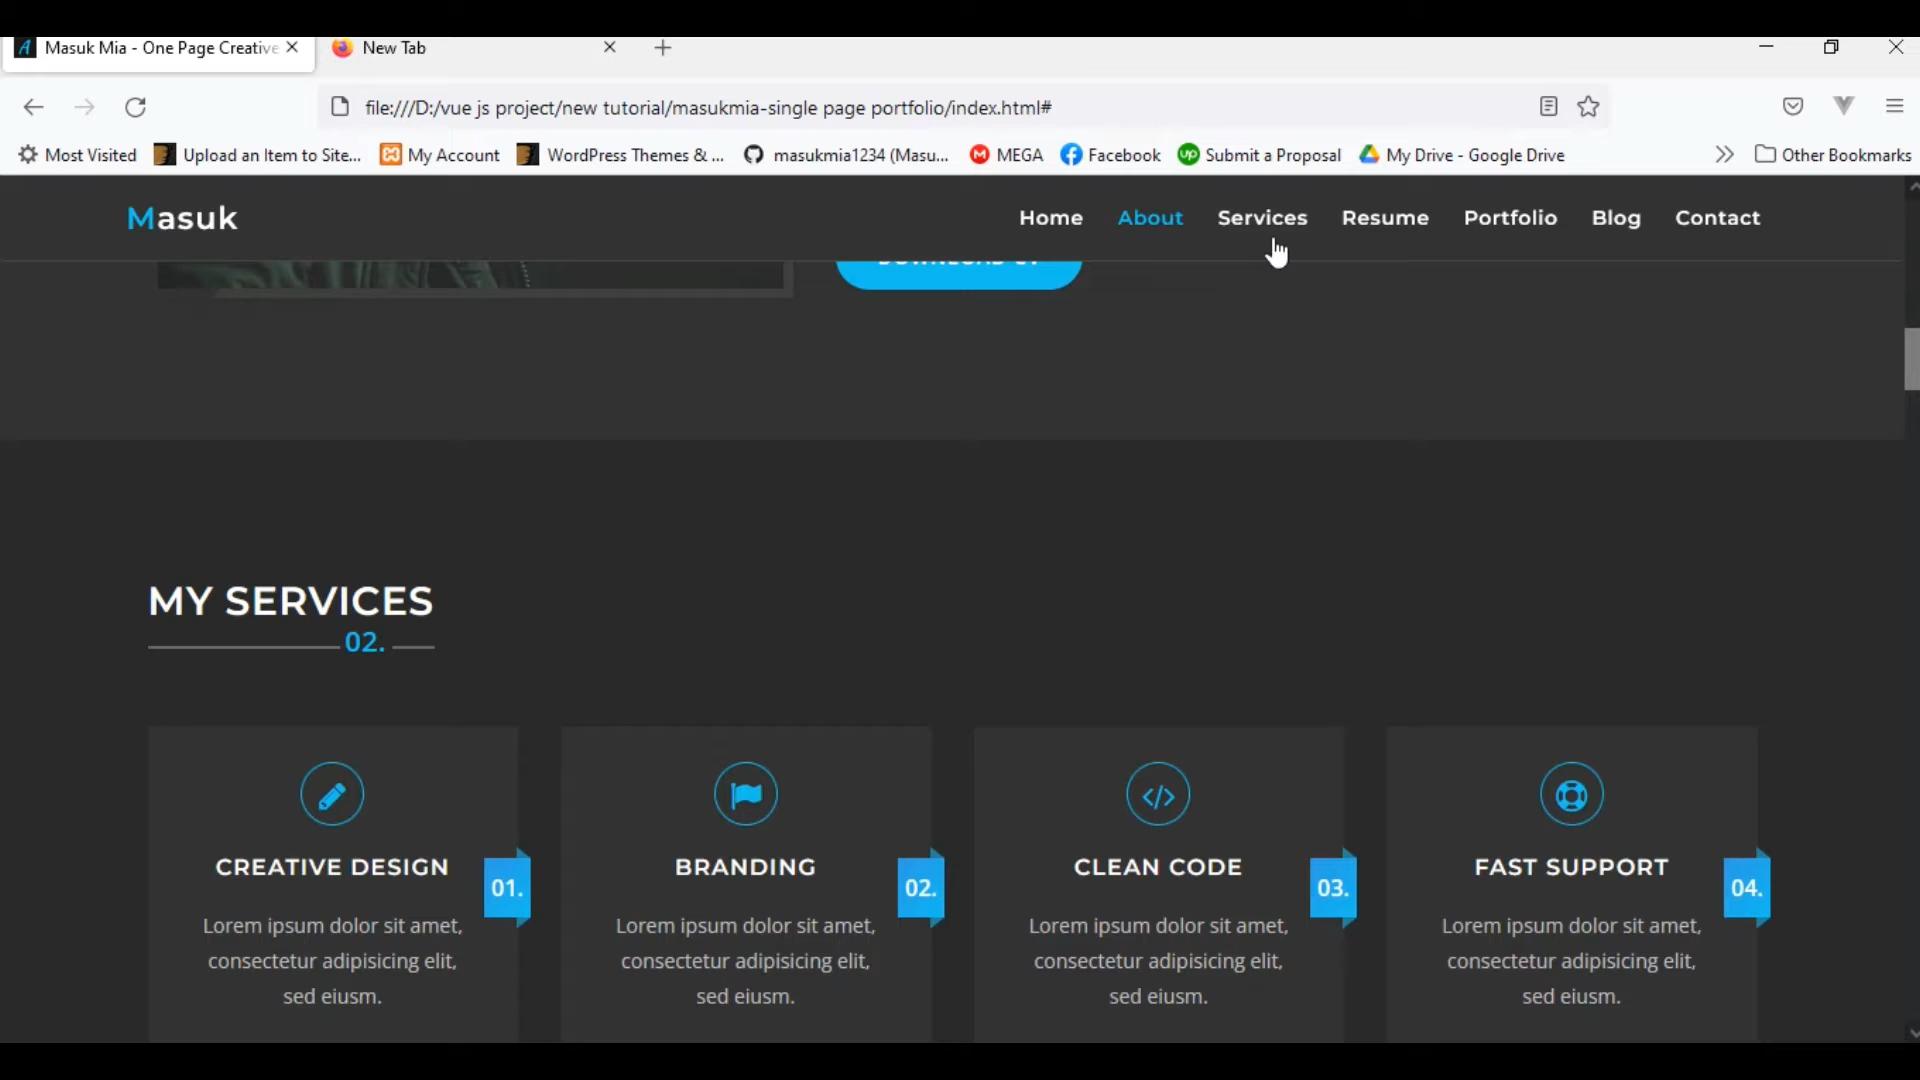 Masuk Mia - One Page Creative
New Tab
file:///D:/vue js project/new tutorial/masukmia-single page portfolio/index.html#
Most Visited
Upload an Item to Site...
My Account
WordPress Themes & ...
masukmia1234 (Masu...
MEGA
Facebook
Submit a Proposal
My Drive - Google Drive
Other Bookmarks
Masuk
Home
About
Services
Resume
Portfolio
Blog
Contact
MY SERVICES
02.
CREATIVE DESIGN
01.
Lorem ipsum dolor sit amet,
consectetur adipisicing elit,
sed eiusm.
BRANDING
02.
Lorem ipsum dolor sit amet,
consectetur adipisicing elit,
sed eiusm.
CLEAN CODE
03.
Lorem ipsum dolor sit amet,
consectetur adipisicing elit,
sed eiusm.
FAST SUPPORT
04.
Lorem ipsum dolor sit amet,
consectetur adipisicing elit,
sed eiusm.